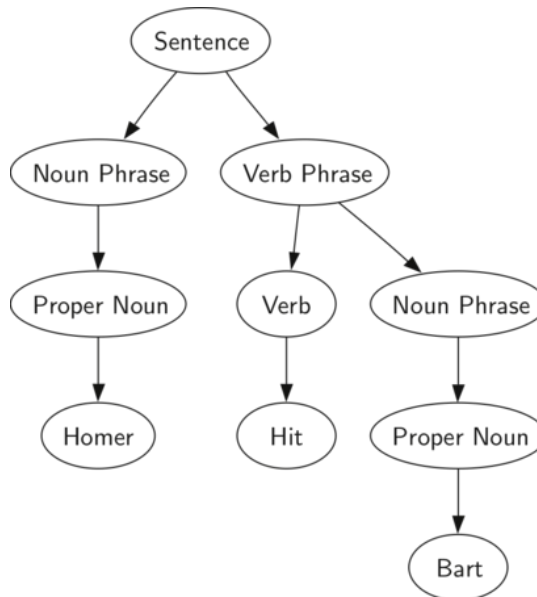 Sentence
Noun Phrase
Verb Phrase
Proper Noun
Verb
Noun Phrase
Homer
Hit
Proper Noun
Bart